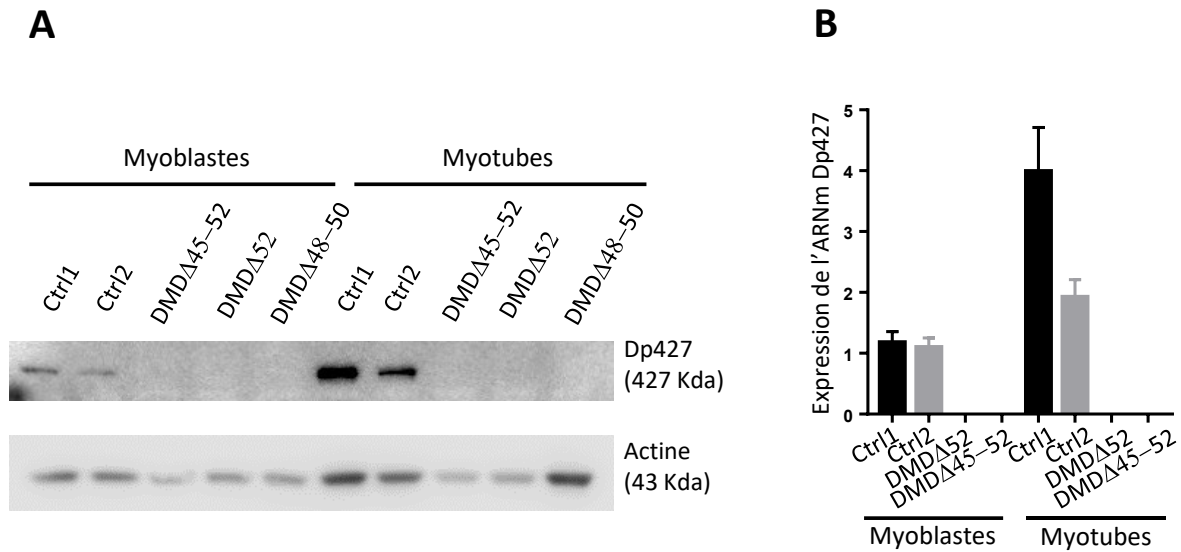 A
Myoblastes
Myotubes
Ctrl1
Ctrl2
DMDΔ45–52
DMDΔ52
DMDΔ48–50
Ctrl1
Ctrl2
DMDΔ45–52
DMDΔ52
DMDΔ48–50
Dp427
(427 Kda)
Actine
(43 Kda)
B
Expression de l’ARNm Dp427
5
4
3
2
1
0
Ctrl1
Ctrl2
DMDΔ52
DMDΔ45–52
Ctrl1
Ctrl2
DMDΔ52
DMDΔ45–52
Myoblastes
Myotubes